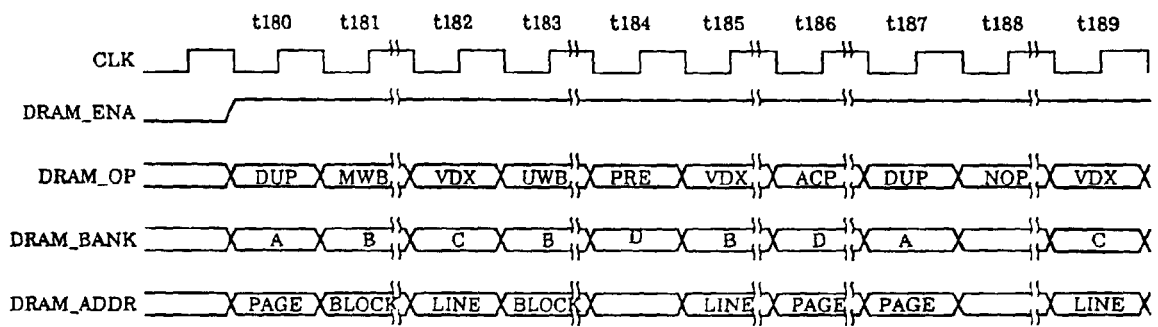 t180 t181 t182 t183 t184 t185 t186 t187 t188 t189
CLK
DRAM_ENA
DRAM_OP DUP MWB VDX UWB PRE VDX ACP DUP NOP VDX
DRAM_BANK A B C B D B D A C
DRAM_ADDR PAGE BLOCK LINE BLOCK LINE PAGE PAGE LINE